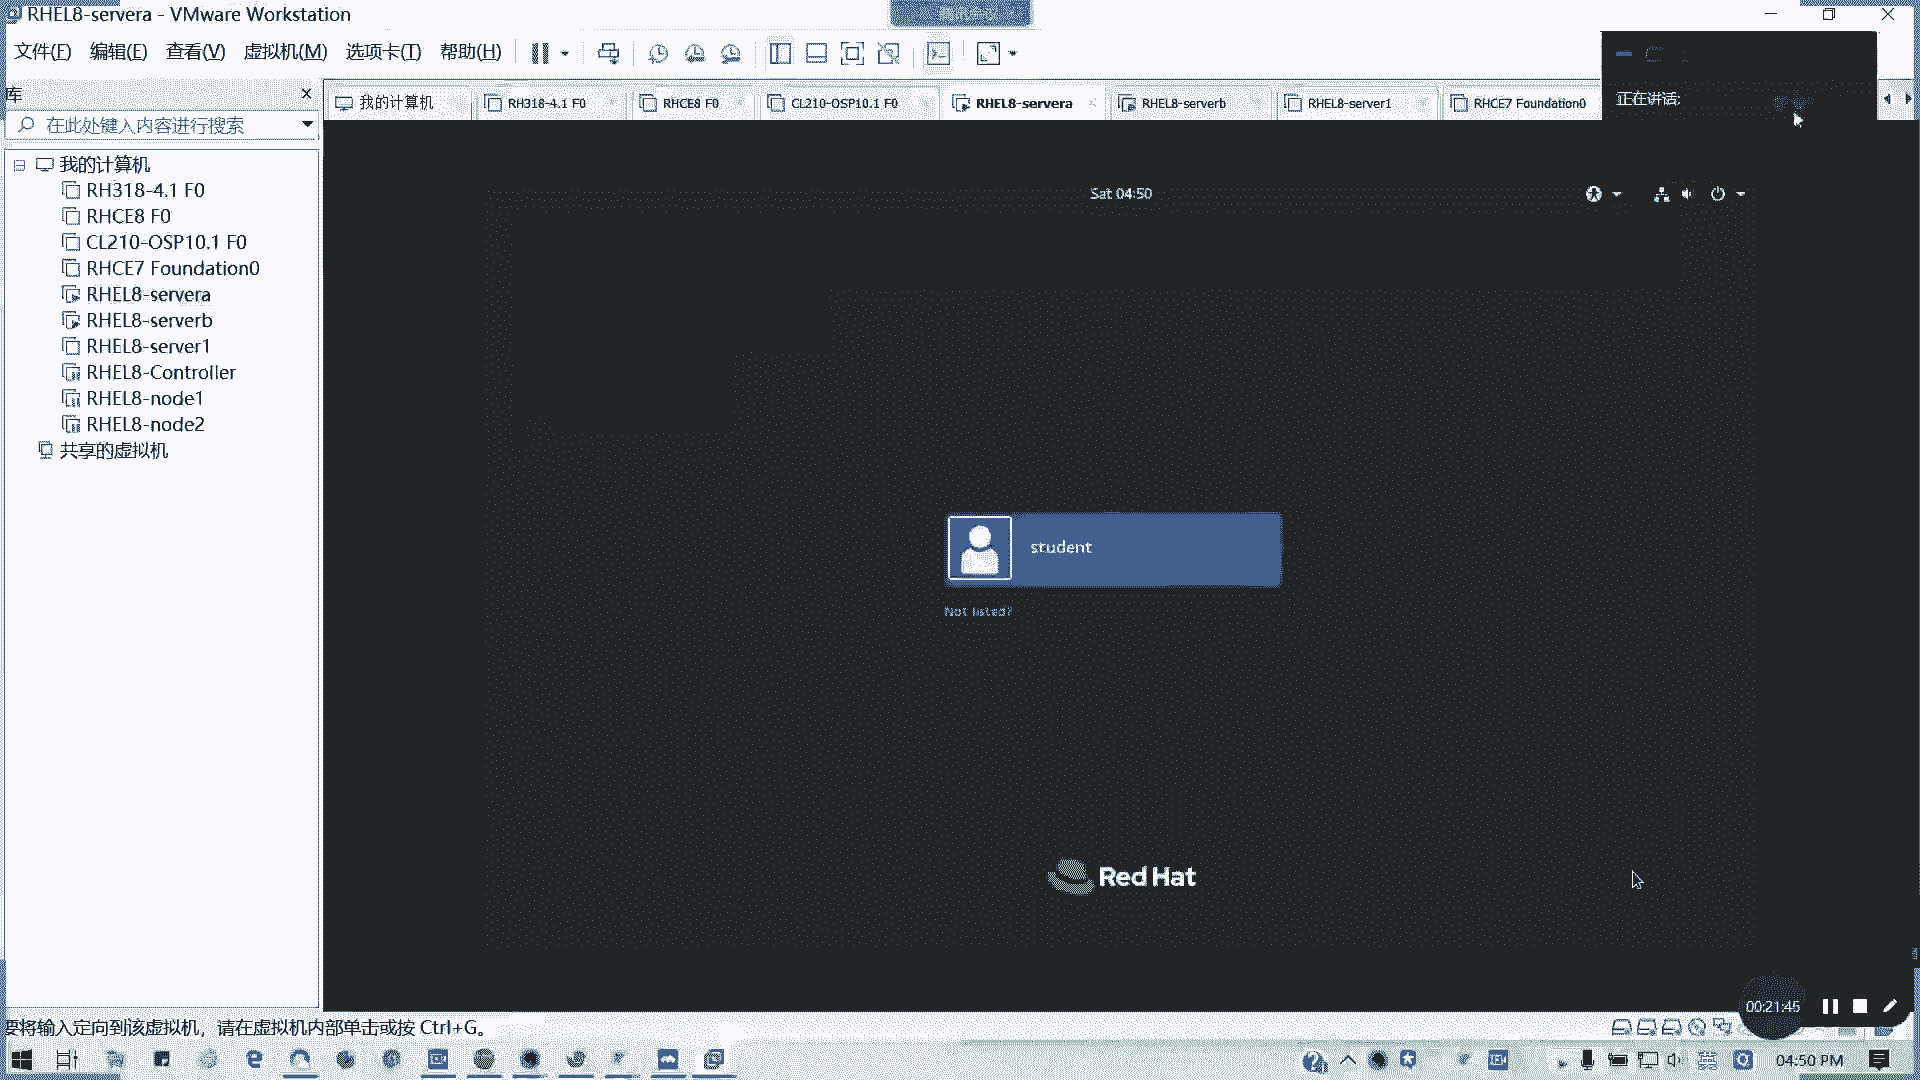 RHEL8-servera - VMware Workstation
文件(F) 编辑(E) 查看(V) 虚拟机(M) 选项卡(T) 帮助(H)
库
在此处键入内容进行搜索
我的计算机
RH318-4.1 F0
RHCE8 F0
CL210-OSP10.1 F0
RHCE7 Foundation0
RHEL8-servera
RHEL8-serverb
RHEL8-server1
RHEL8-Controller
RHEL8-node1
RHEL8-node2
共享的虚拟机
我的计算机 RH318-4.1 F0 RHCE8 F0 CL210-OSP10.1 F0 RHEL8-servera RHEL8-serverb RHEL8-server1 RHCE7 Foundation0
正在讲话:
Sat 04:50
student
Not listed?
Red Hat
00:21:45
要将输入定向到该虚拟机，请在虚拟机内部单击或按 Ctrl+G。
英
04:50 PM